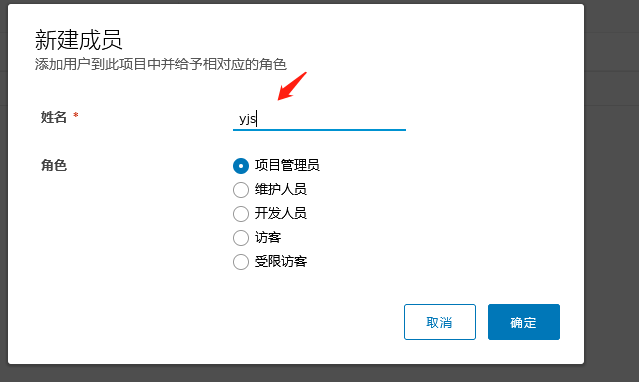 新建成员
添加用户到此项目中并给予相对应的角色
姓名 *
yjs
角色
项目管理员
维护人员
开发人员
访客
受限访客
取消
确定